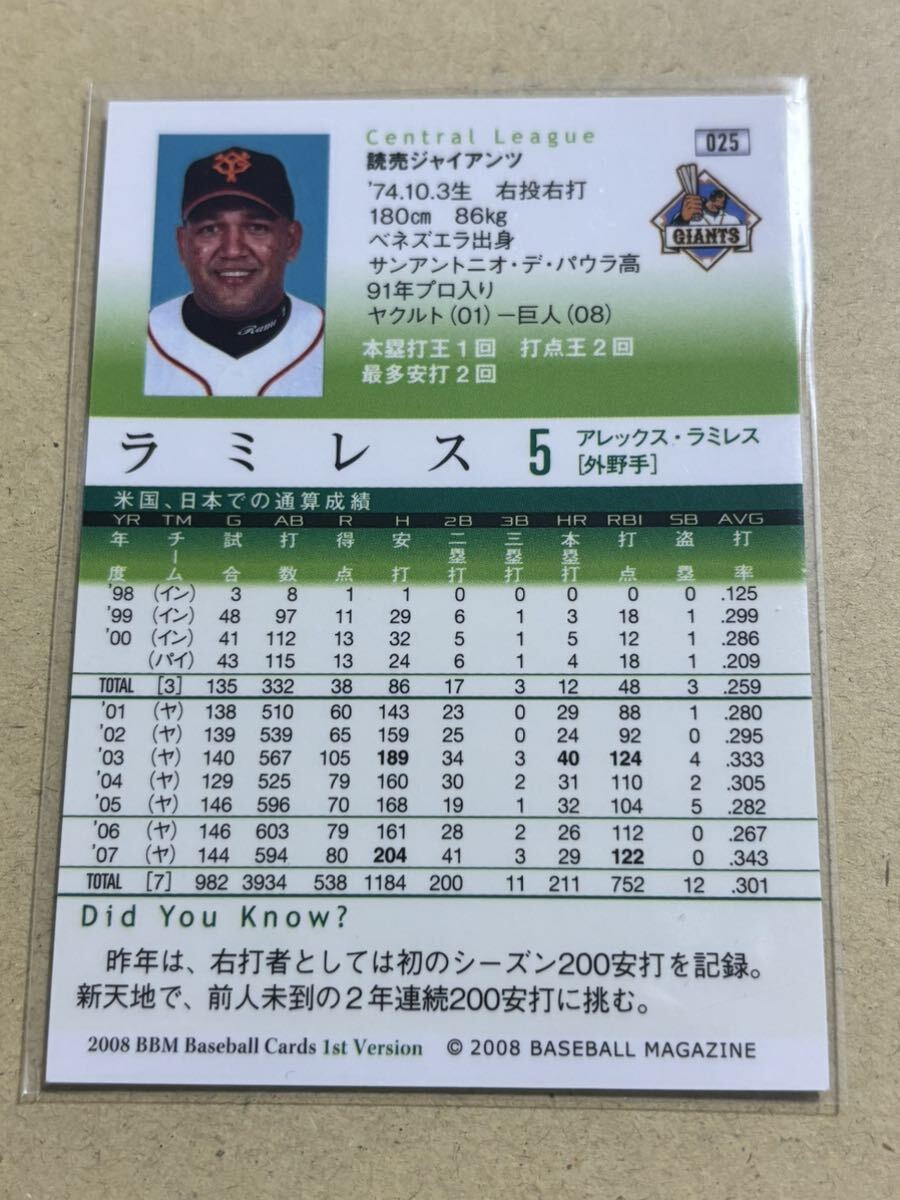 Central League
025
読売ジャイアンツ
'74.10.3生 右投右打
180㎝ 86kg
ベネズエラ出身
サンアントニオ・デ・パウラ高
91年プロ入り
ヤクルト(01)－巨人(08)
本塁打王1回 打点王2回
最多安打2回
GIANTS
Rami
ラミレス 5 アレックス・ラミレス
[外野手]
米国、日本での通算成績
YR TM G AB R H 2B 3B HR RBI SB AVG
年度 チーム 試合 打数 得点 安打 二塁打 三塁打 本塁打 打点 盗塁 打率
'98 (イン) 3 8 1 1 0 0 0 0 0 .125
'99 (イン) 48 97 11 29 6 1 3 18 1 .299
'00 (イン) 41 112 13 32 5 1 5 12 1 .286
(パイ) 43 115 13 24 6 1 4 18 1 .209
TOTAL [3] 135 332 38 86 17 3 12 48 3 .259
'01 (ヤ) 138 510 60 143 23 0 29 88 1 .280
'02 (ヤ) 139 539 65 159 25 0 24 92 0 .295
'03 (ヤ) 140 567 105 189 34 3 40 124 4 .333
'04 (ヤ) 129 525 79 160 30 2 31 110 2 .305
'05 (ヤ) 146 596 70 168 19 1 32 104 5 .282
'06 (ヤ) 146 603 79 161 28 2 26 112 0 .267
'07 (ヤ) 144 594 80 204 41 3 29 122 0 .343
TOTAL [7] 982 3934 538 1184 200 11 211 752 12 .301
Did You Know?
昨年は、右打者としては初のシーズン200安打を記録。
新天地で、前人未到の2年連続200安打に挑む。
2008 BBM Baseball Cards 1st Version © 2008 BASEBALL MAGAZINE